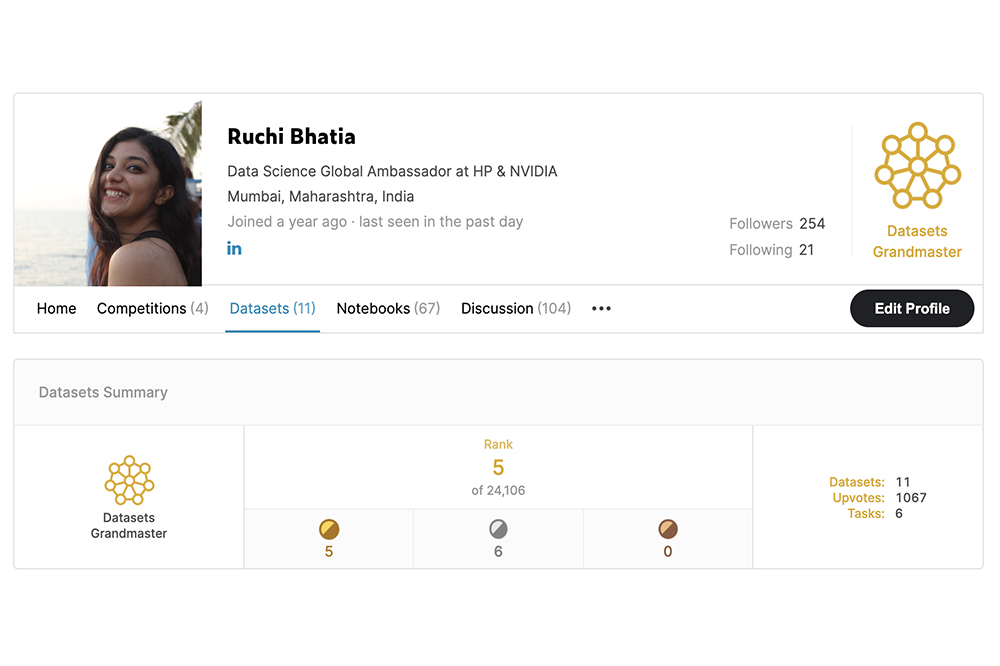 Ruchi Bhatia
Data Science Global Ambassador at HP & NVIDIA
Mumbai, Maharashtra, India
Joined a year ago · last seen in the past day
in
Followers 254
Following 21
Datasets
Grandmaster
Home Competitions (4) Datasets (11) Notebooks (67) Discussion (104) •••
Edit Profile
Datasets Summary
Datasets
Grandmaster
Rank
5
of 24,106
5
6
0
Datasets: 11
Upvotes: 1067
Tasks: 6